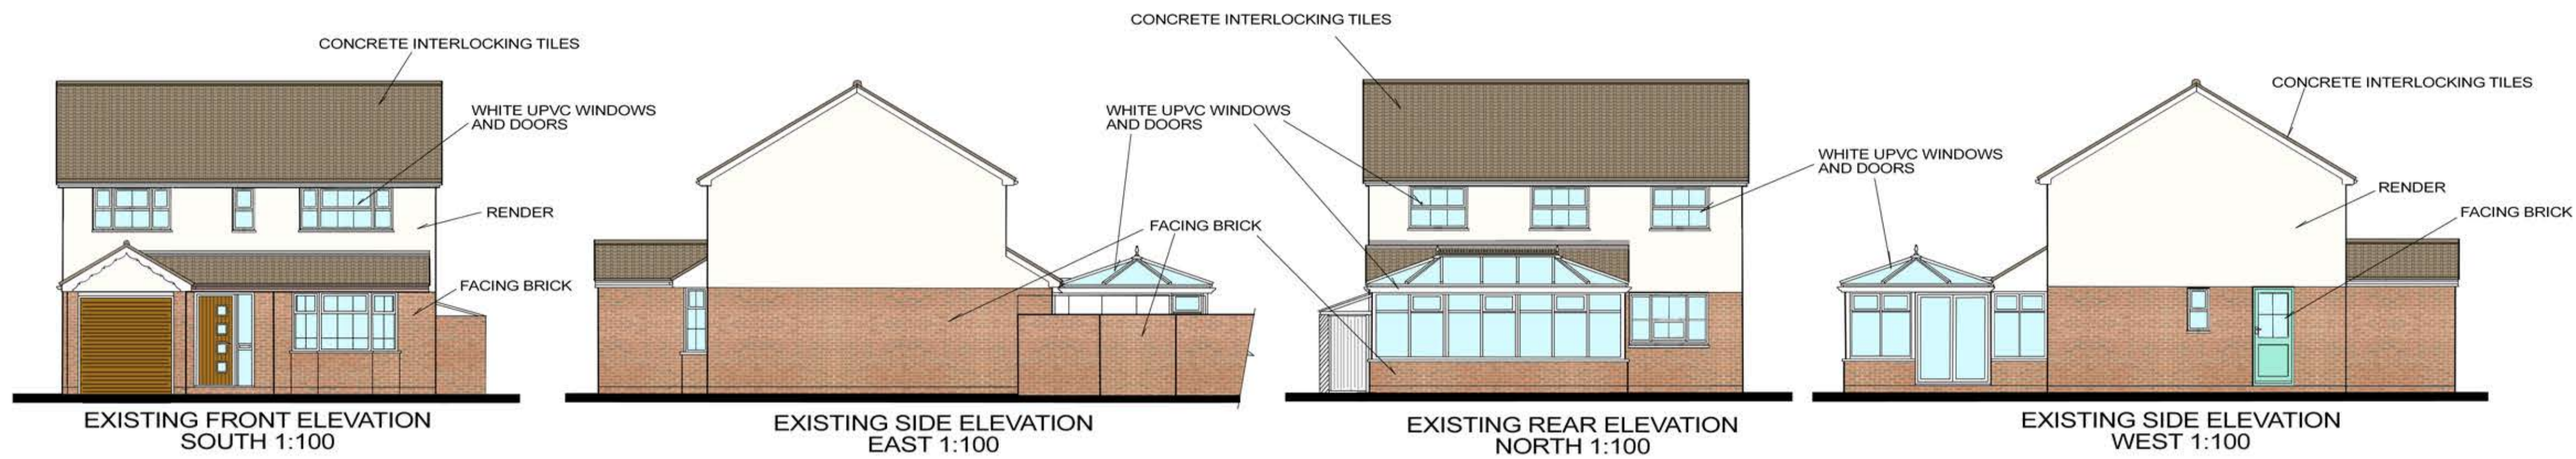 CONCRETE INTERLOCKING TILES
WHITE UPVC WINDOWS
AND DOORS
RENDER
FACING BRICK
EXISTING FRONT ELEVATION
SOUTH 1:100
WHITE UPVC WINDOWS
AND DOORS
FACING BRICK
EXISTING SIDE ELEVATION
EAST 1:100
CONCRETE INTERLOCKING TILES
WHITE UPVC WINDOWS
AND DOORS
EXISTING REAR ELEVATION
NORTH 1:100
CONCRETE INTERLOCKING TILES
RENDER
FACING BRICK
EXISTING SIDE ELEVATION
WEST 1:100